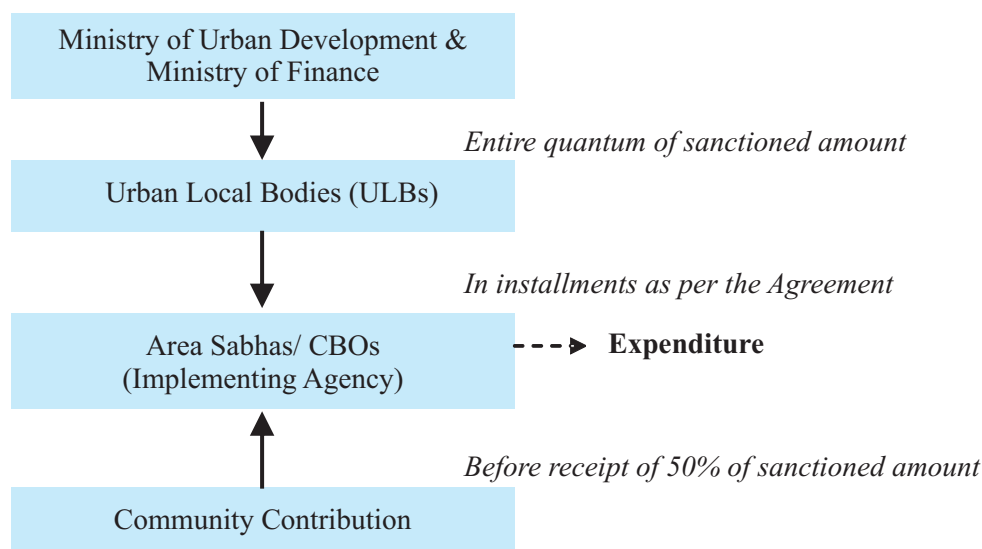 Ministry of Urban Development &
Ministry of Finance
Entire quantum of sanctioned amount
Urban Local Bodies (ULBs)
In installments as per the Agreement
Area Sabhas/ CBOs
(Implementing Agency)
Expenditure
Before receipt of 50% of sanctioned amount
Community Contribution